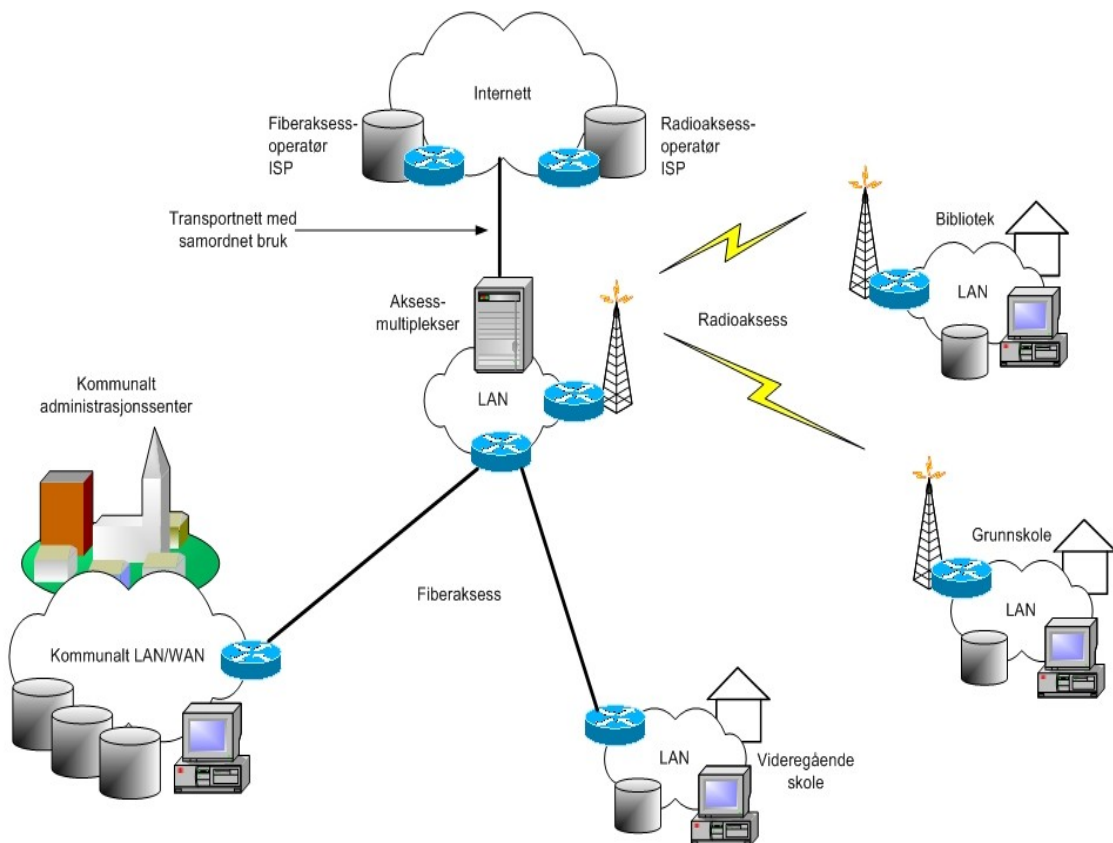 Internett
Fiberaksess-
operatør
ISP
Radioaksess-
operatør
ISP
Transportnett med
samordnet bruk
Bibliotek
LAN
Aksess-
multiplekser
Radioaksess
LAN
Kommunalt
administrasjonssenter
Grunnskole
LAN
Fiberaksess
Kommunalt LAN/WAN
LAN
Videregående
skole